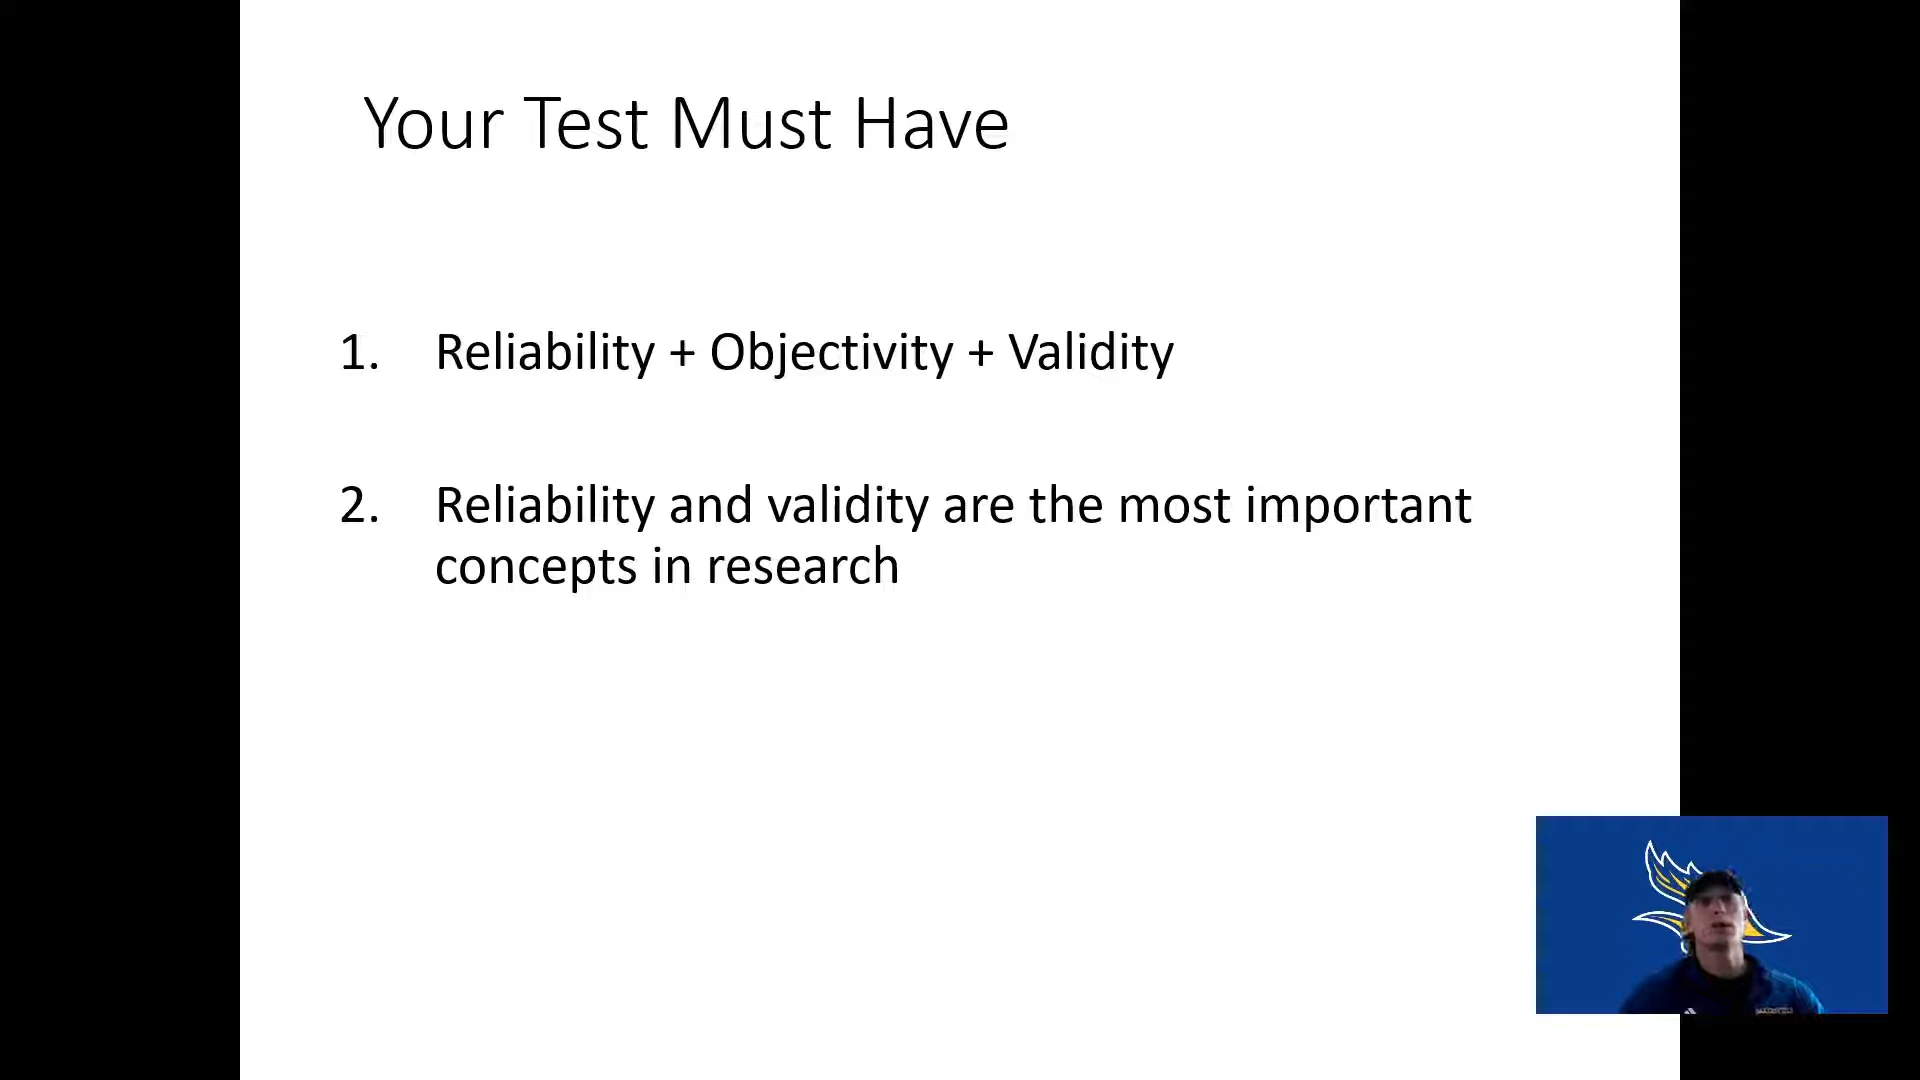 Your Test Must Have
1. Reliability + Objectivity + Validity
2. Reliability and validity are the most important
concepts in research